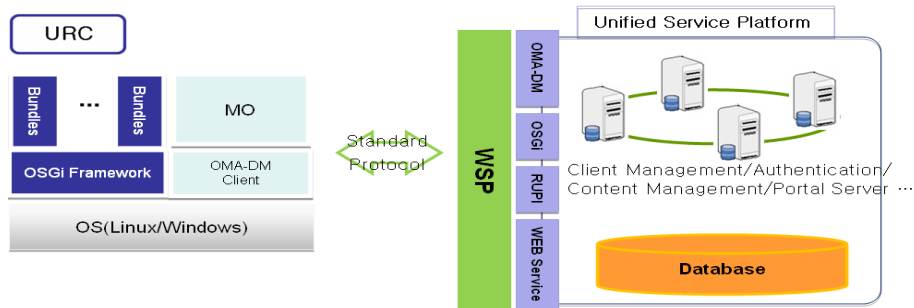 URC
Bundles
...
Bundles
MO
OSGi Framework
OMA-DM
Client
OS(Linux/Windows)
Standard
Protocol
Unified Service Platform
WSP
OMA-DM
OSGi
RUPI
WEB Service
Client Management/Authentication/
Content Management/Portal Server ...
Database